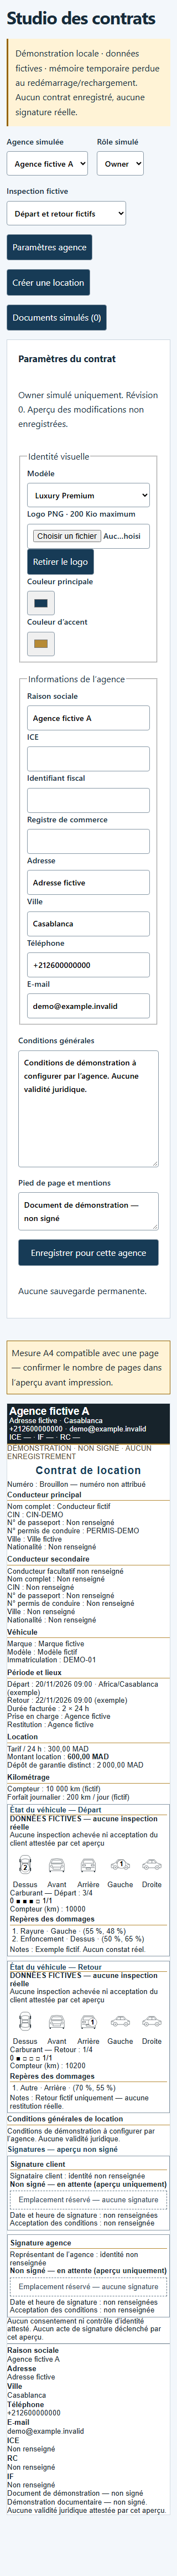 Studio des contrats
Démonstration locale · données
fictives · mémoire temporaire perdue
au redémarrage/rechargement.
Aucun contrat enregistré, aucune
signature réelle.
Agence simulée
Rôle simulé
Agence fictive A
Owner
Inspection fictive
Départ et retour fictifs
Paramètres agence
Créer une location
Documents simulés (0)
Paramètres du contrat
Owner simulé uniquement. Révision
0. Aperçu des modifications non
enregistrées.
Identité visuelle
Modèle
Luxury Premium
Logo PNG · 200 Kio maximum
Choisir un fichier Auc...hoisi
Retirer le logo
Couleur principale
Couleur d'accent
Informations de l'agence
Raison sociale
Agence fictive A
ICE
Identifiant fiscal
Registre de commerce
Adresse
Adresse fictive
Ville
Casablanca
Téléphone
+212600000000
E-mail
demo@example.invalid
Conditions générales
Conditions de démonstration à
configurer par l'agence. Aucune
validité juridique.
Pied de page et mentions
Document de démonstration —
non signé
Enregistrer pour cette agence
Aucune sauvegarde permanente.
Mesure A4 compatible avec une page
— confirmer le nombre de pages dans
l'aperçu avant impression.
Agence fictive A
Adresse fictive · Casablanca
+212600000000 · demo@example.invalid
ICE — · IF — · RC —
DÉMONSTRATION · NON SIGNÉ · AUCUN
ENREGISTREMENT
Contrat de location
Numéro : Brouillon — numéro non attribué
Conducteur principal
Nom complet : Conducteur fictif
CIN : CIN-DEMO
N° de passeport : Non renseigné
N° permis de conduire : PERMIS-DEMO
Ville : Ville fictive
Nationalité : Non renseigné
Conducteur secondaire
Conducteur facultatif non renseigné
Nom complet : Non renseigné
CIN : Non renseigné
N° de passeport : Non renseigné
N° permis de conduire : Non renseigné
Ville : Non renseigné
Nationalité : Non renseigné
Véhicule
Marque : Marque fictive
Modèle : Modèle fictif
Immatriculation : DEMO-01
Période et lieux
Départ : 20/11/2026 09:00 · Africa/Casablanca
(exemple)
Retour : 22/11/2026 09:00 (exemple)
Durée facturée : 2 × 24 h
Prise en charge : Agence fictive
Restitution : Agence fictive
Location
Tarif / 24 h : 300,00 MAD
Montant location : 600,00 MAD
Dépôt de garantie distinct : 2 000,00 MAD
Kilométrage
Compteur : 10 000 km (fictif)
Forfait journalier : 200 km / jour (fictif)
État du véhicule — Départ
DONNÉES FICTIVES — aucune inspection
réelle
Aucune inspection achevée ni acceptation du
client attestée par cet aperçu
2
1
Dessus Avant Arrière Gauche Droite
Carburant — Départ : 3/4
0 ■ ■ ■ □ 1/1
Compteur (km) : 10000
Repères des dommages
1. Rayure · Gauche · (55 %, 48 %)
2. Enfoncement · Dessus · (50 %, 65 %)
Notes : Exemple fictif. Aucun constat réel.
État du véhicule — Retour
DONNÉES FICTIVES — aucune inspection
réelle
Aucune inspection achevée ni acceptation du
client attestée par cet aperçu
1
Dessus Avant Arrière Gauche Droite
Carburant — Retour : 1/4
0 ■ □ □ □ 1/1
Compteur (km) : 10200
Repères des dommages
1. Autre · Arrière · (70 %, 55 %)
Notes : Retour fictif uniquement — aucune
restitution réelle.
Conditions générales de location
Conditions de démonstration à configurer par
l'agence. Aucune validité juridique.
Signatures — aperçu non signé
Signature client
Signataire client : identité non renseignée
Non signé — en attente (aperçu uniquement)
Emplacement réservé — aucune signature
Date et heure de signature : non renseignées
Acceptation des conditions : non renseignée
Signature agence
Représentant de l'agence : identité non
renseignée
Non signé — en attente (aperçu uniquement)
Emplacement réservé — aucune signature
Date et heure de signature : non renseignées
Acceptation des conditions : non renseignée
Aucun consentement ni contrôle d'identité
attesté. Aucun acte de signature déclenché par
cet aperçu.
Raison sociale
Agence fictive A
Adresse
Adresse fictive
Ville
Casablanca
Téléphone
+212600000000
E-mail
demo@example.invalid
ICE
Non renseigné
RC
Non renseigné
IF
Non renseigné
Document de démonstration — non signé
Démonstration documentaire — non signé.
Aucune validité juridique attestée par cet aperçu.